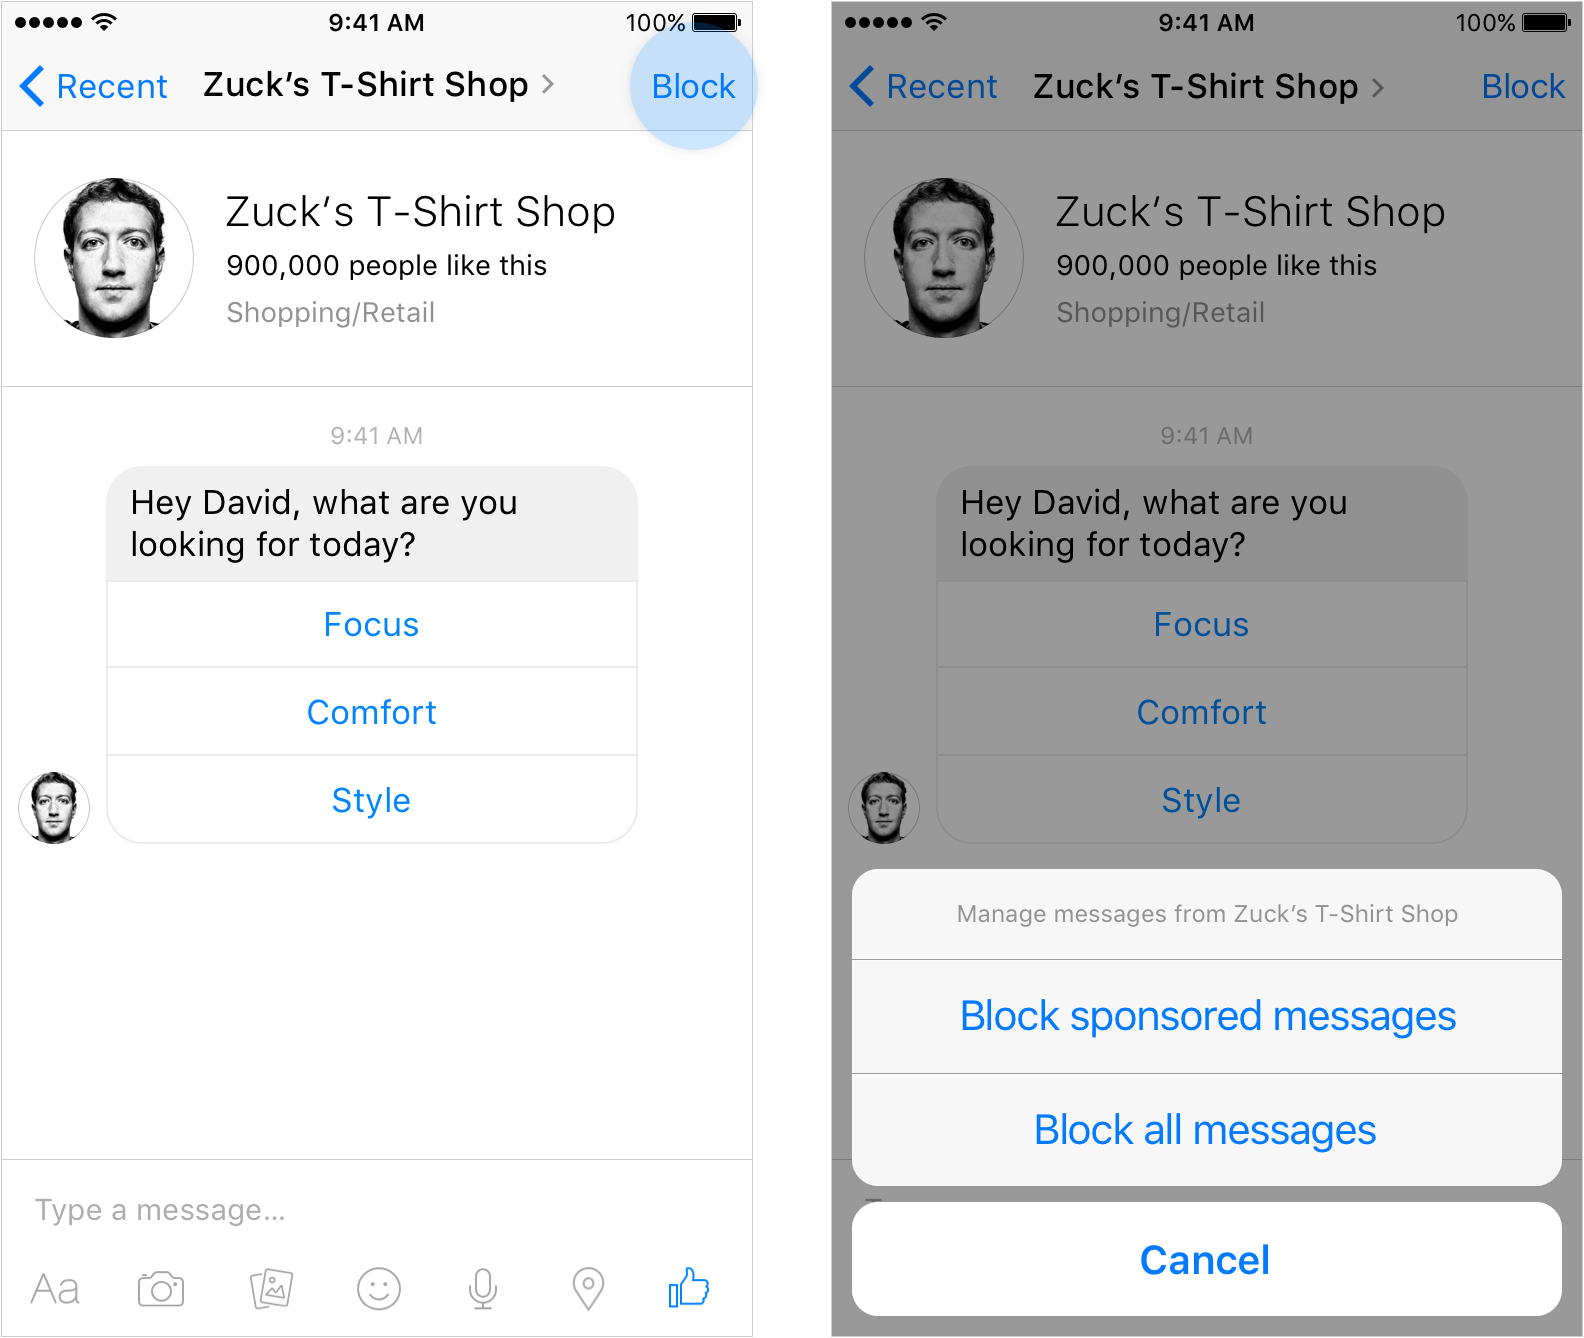 9:41 AM
100%
Recent
Zuck’s T-Shirt Shop
Block
Zuck’s T-Shirt Shop
900,000 people like this
Shopping/Retail
9:41 AM
Hey David, what are you
looking for today?
Focus
Comfort
Style
Type a message...
Aa
9:41 AM
100%
Recent
Zuck’s T-Shirt Shop
Block
Zuck’s T-Shirt Shop
900,000 people like this
Shopping/Retail
9:41 AM
Hey David, what are you
looking for today?
Focus
Comfort
Style
Manage messages from Zuck’s T-Shirt Shop
Block sponsored messages
Block all messages
Cancel